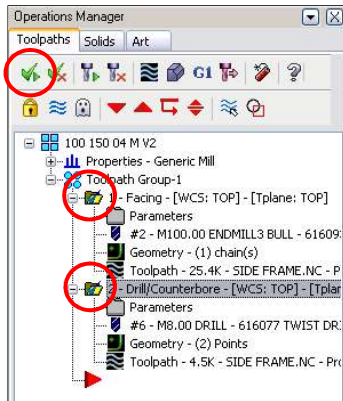 Operations Manager
Toolpaths Solids Art
G1
100 150 04 M V2
Properties - Generic Mill
Toolpath Group-1
1 - Facing - [WCS: TOP] - [Tplane: TOP]
Parameters
#2 - M100.00 ENDMILL3 BULL - 61609
Geometry - (1) chain(s)
Toolpath - 25.4K - SIDE FRAME.NC - P
2 - Drill/Counterbore - [WCS: TOP] - [Tplan
Parameters
#6 - M8.00 DRILL - 616077 TWIST DR
Geometry - (2) Points
Toolpath - 4.5K - SIDE FRAME.NC - Pro